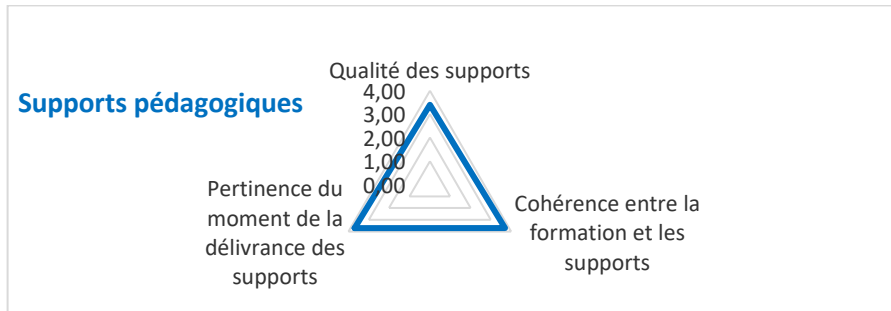 Supports pédagogiques
Qualité des supports
4,00
3,00
2,00
1,00
0,00
Cohérence entre la
formation et les
supports
Pertinence du
moment de la
délivrance des
supports